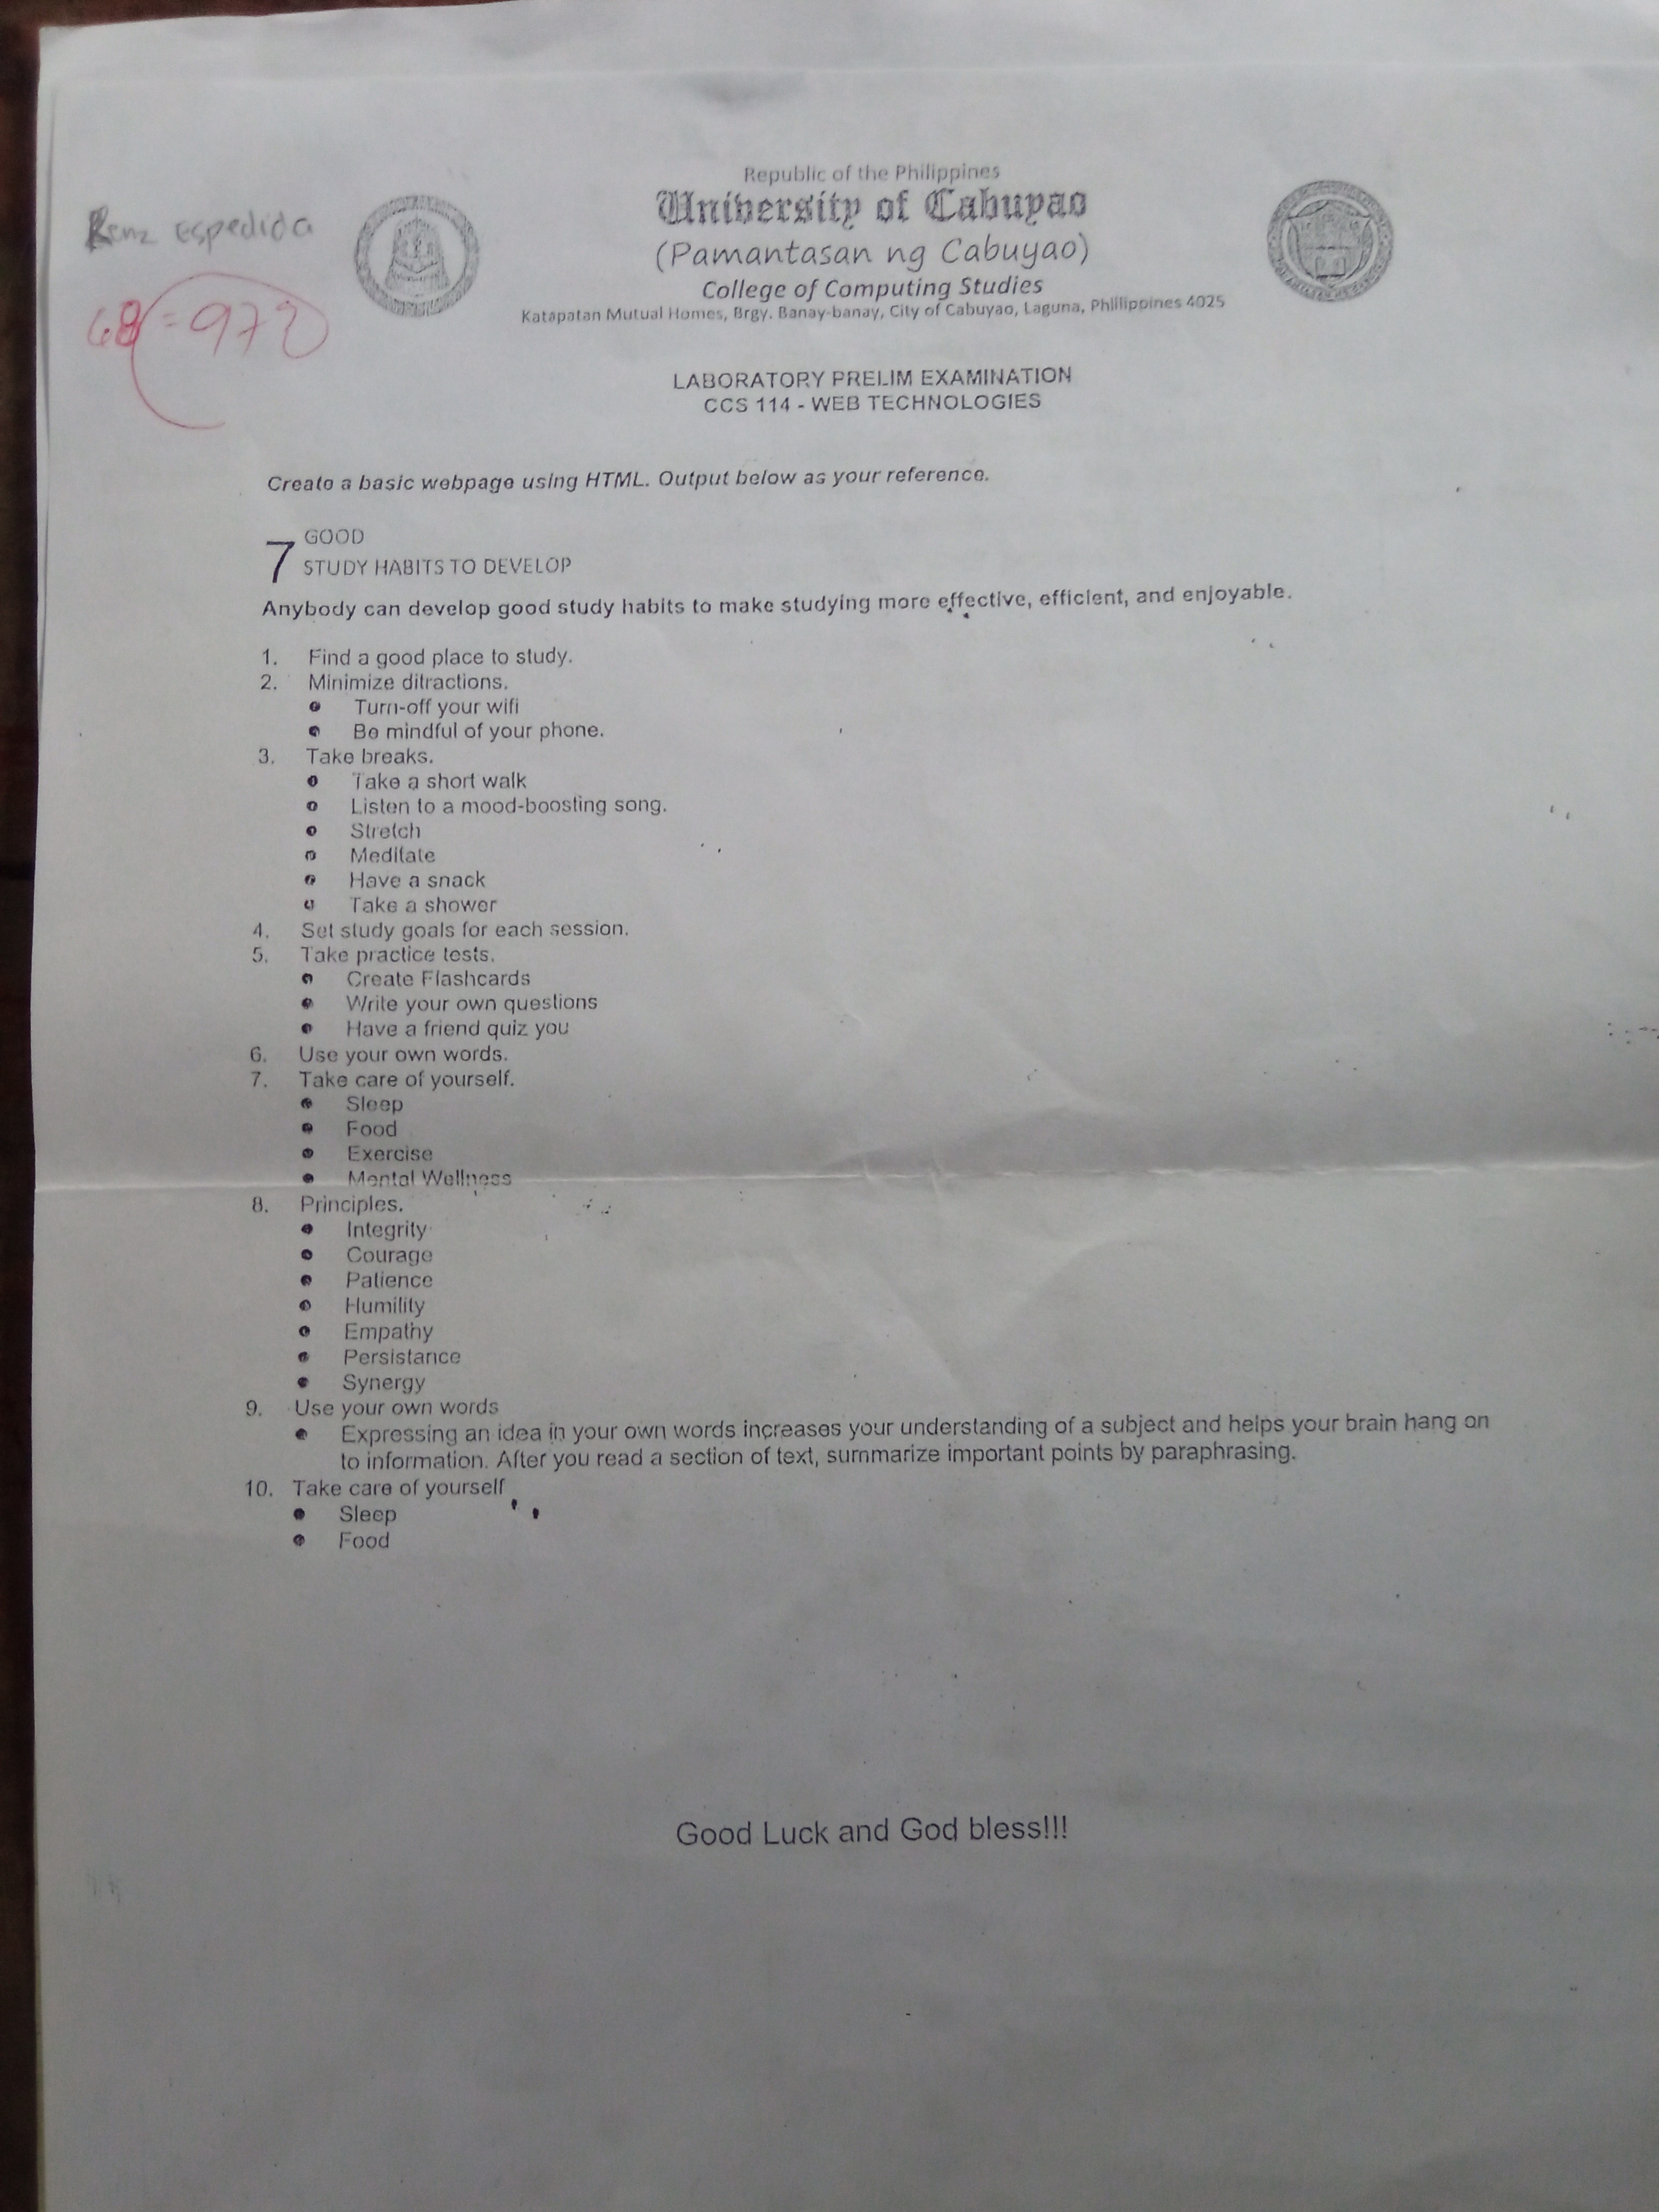 Renz Espedida
68 = 97
Republic of the Philippines
University of Cabuyao
(Pamantasan ng Cabuyao)
College of Computing Studies
Katapatan Mutual Homes, Brgy. Banay-banay, City of Cabuyao, Laguna, Phlilippines 4025
LABORATORY PRELIM EXAMINATION
CCS 114 - WEB TECHNOLOGIES
Create a basic webpage using HTML. Output below as your reference.
7 GOOD
STUDY HABITS TO DEVELOP
Anybody can develop good study habits to make studying more effective, efficient, and enjoyable.
1. Find a good place to study.
2. Minimize ditractions.
• Turn-off your wifi
• Be mindful of your phone.
3. Take breaks.
• Take a short walk
• Listen to a mood-boosting song.
• Stretch
• Meditate
• Have a snack
• Take a shower
4. Set study goals for each session.
5. Take practice tests.
• Create Flashcards
• Write your own questions
• Have a friend quiz you
6. Use your own words.
7. Take care of yourself.
• Sleep
• Food
• Exercise
• Mental Wellness
8. Principles.
• Integrity
• Courage
• Patience
• Humility
• Empathy
• Persistance
• Synergy
9. Use your own words
• Expressing an idea in your own words increases your understanding of a subject and helps your brain hang on
to information. After you read a section of text, summarize important points by paraphrasing.
10. Take care of yourself
• Sleep
• Food
Good Luck and God bless!!!